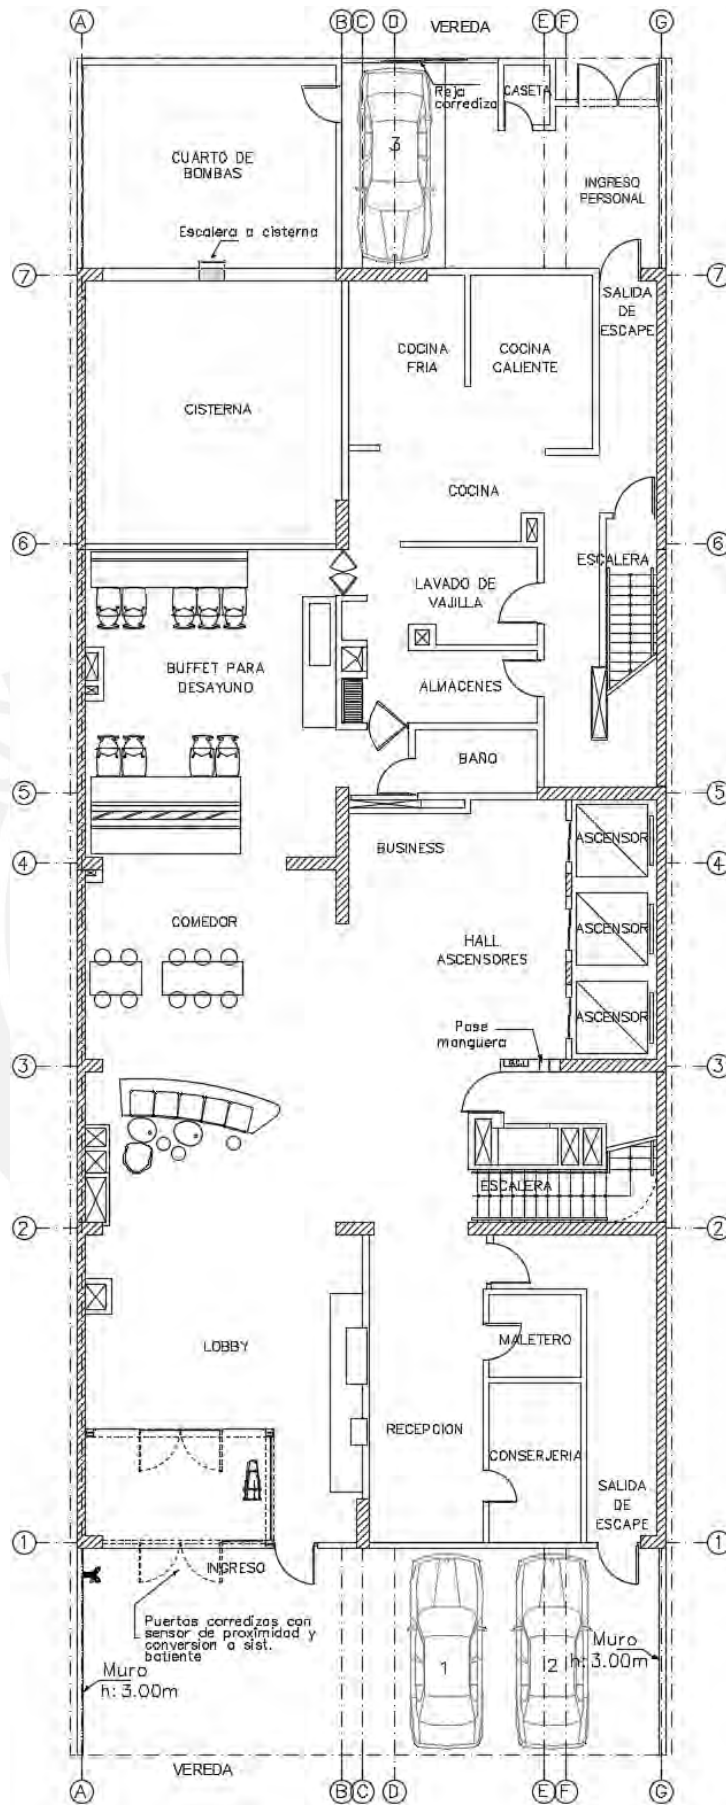 A B C D E F G
VEREDA
Reja
corrediza
CASETA
3
CUARTO DE
BOMBAS
INGRESO
PERSONAL
Escalera a cisterna
7 7
SALIDA
DE
ESCAPE
COCINA
FRIA
COCINA
CALIENTE
CISTERNA
COCINA
6 6
ESCALERA
LAVADO DE
VAJILLA
BUFFET PARA
DESAYUNO
ALMACENES
BAÑO
5 5
BUSINESS
ASCENSOR
4 4
COMEDOR
HALL
ASCENSORES
ASCENSOR
ASCENSOR
Pase
manguera
3 3
ESCALERA
2 2
LOBBY
MALETERO
RECEPCION
CONSERJERIA
SALIDA
DE
ESCAPE
1 1
INGRESO
Puertas corredizas con
sensor de proximidad y
conversion a sist.
batiente
1
2
Muro
h: 3.00m
Muro
h: 3.00m
VEREDA
A B C D E F G